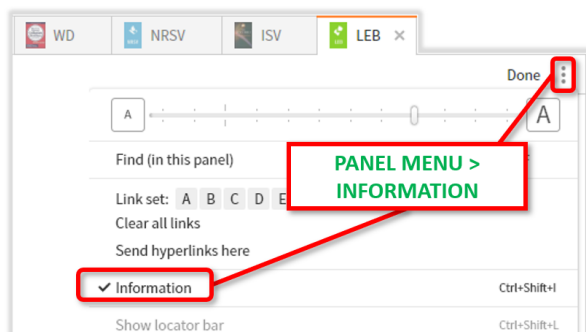 WD NRSV ISV LEB ×
Done
A A
Find (in this panel)
PANEL MENU >
INFORMATION
Link set: A B C D E
Clear all links
Send hyperlinks here
✓ Information Ctrl+Shift+I
Show locator bar Ctrl+Shift+L